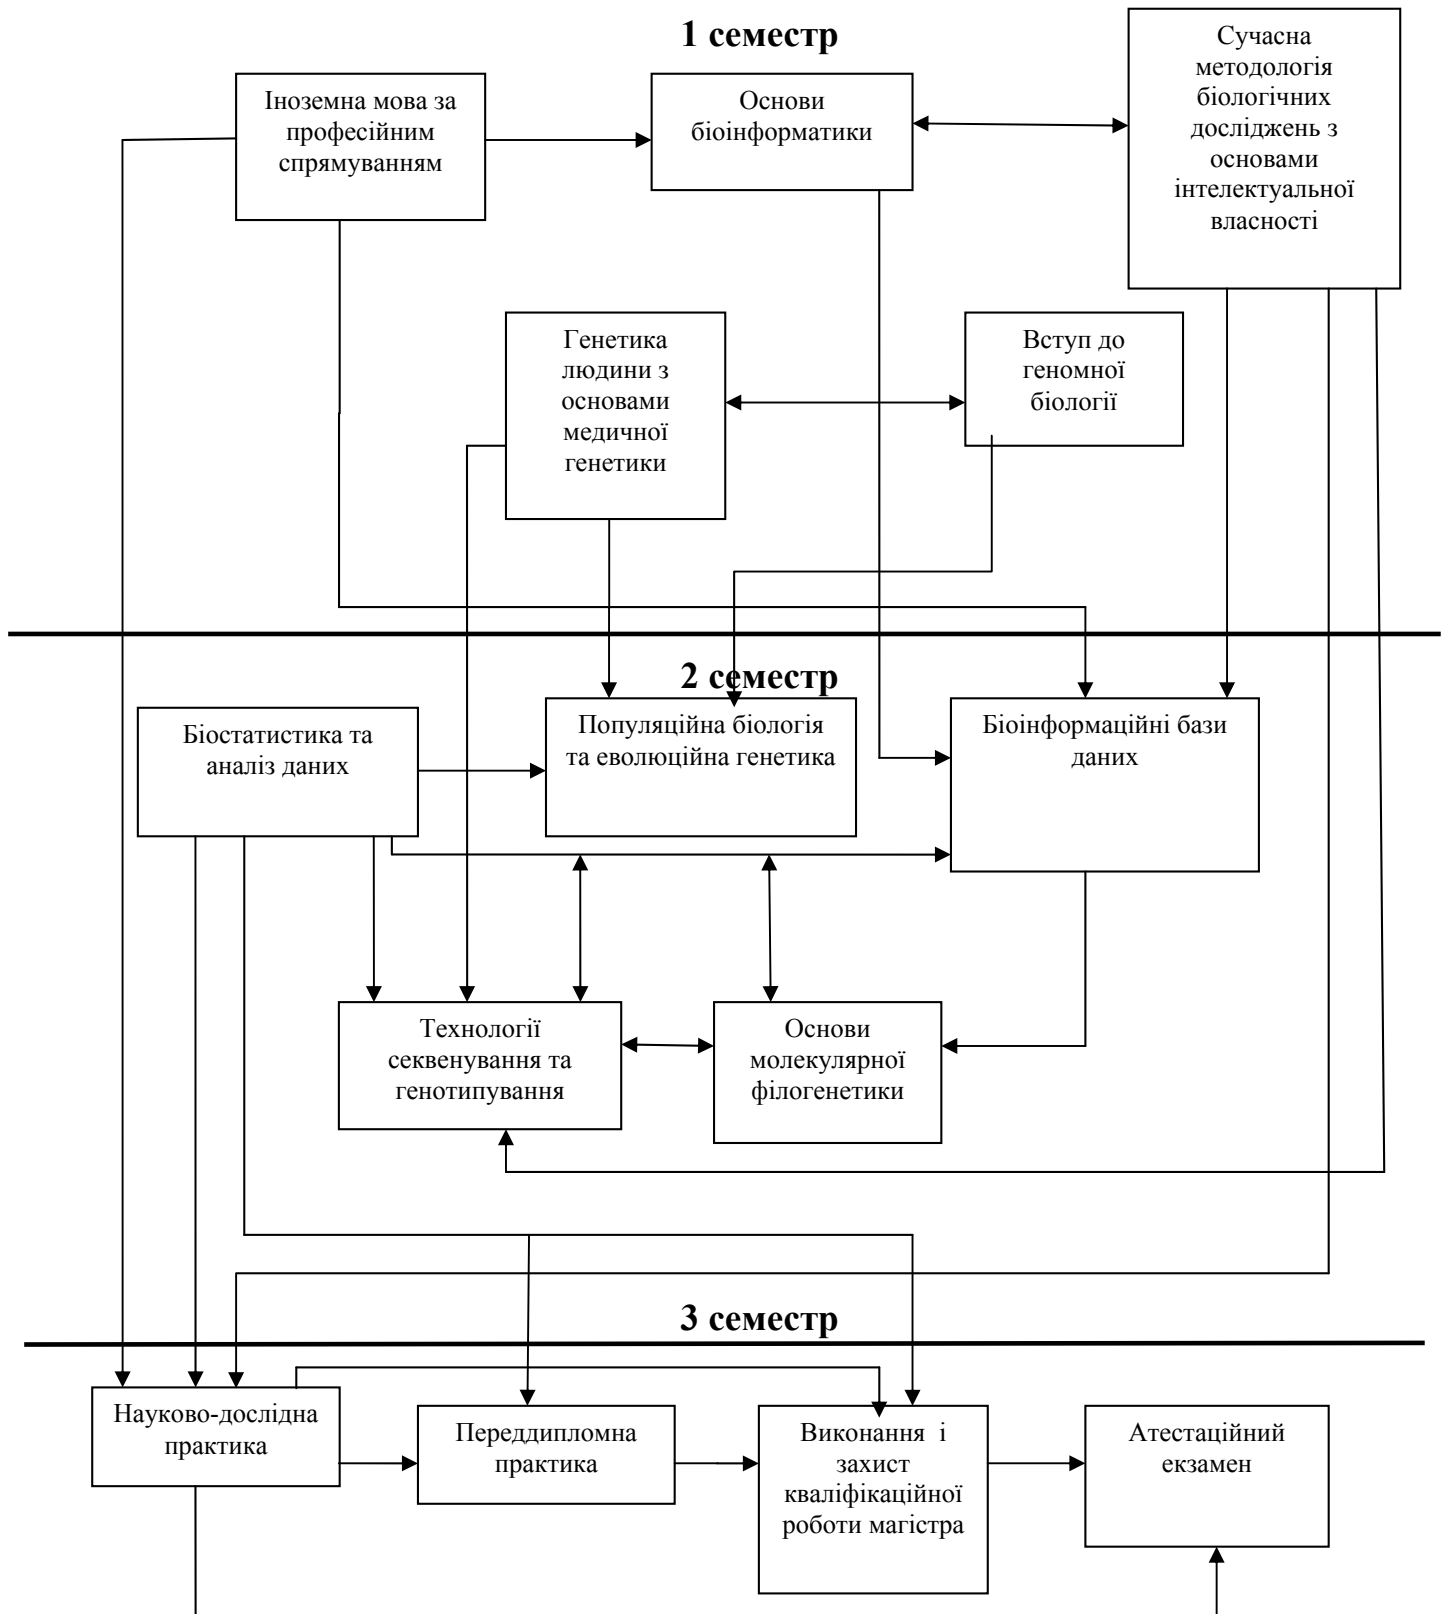 1 семестр
Іноземна мова за
професійним
спрямуванням
Основи
біоінформатики
Сучасна
методологія
біологічних
досліджень з
основами
інтелектуальної
власності
Генетика
людини з
основами
медичної
генетики
Вступ до
геномної
біології
2 семестр
Біостатистика та
аналіз даних
Популяційна біологія
та еволюційна генетика
Біоінформаційні бази
даних
Технології
секвенування та
генотипування
Основи
молекулярної
філогенетики
3 семестр
Науково-дослідна
практика
Переддипломна
практика
Виконання і
захист
кваліфікаційної
роботи магістра
Атестаційний
екзамен